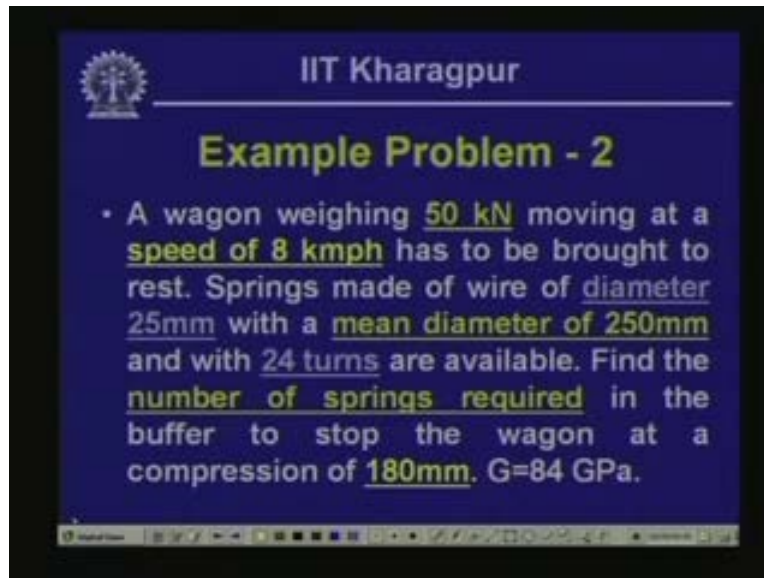 IIT Kharagpur
Example Problem - 2
• A wagon weighing 50 kN moving at a
speed of 8 kmph has to be brought to
rest. Springs made of wire of diameter
25mm with a mean diameter of 250mm
and with 24 turns are available. Find the
number of springs required in the
buffer to stop the wagon at a
compression of 180mm. G=84 GPa.